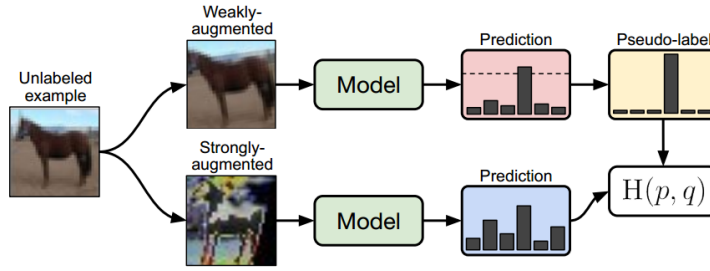 Unlabeled
example
Weakly-
augmented
Model
Prediction
Pseudo-label
Strongly-
augmented
Model
Prediction
H(p, q)